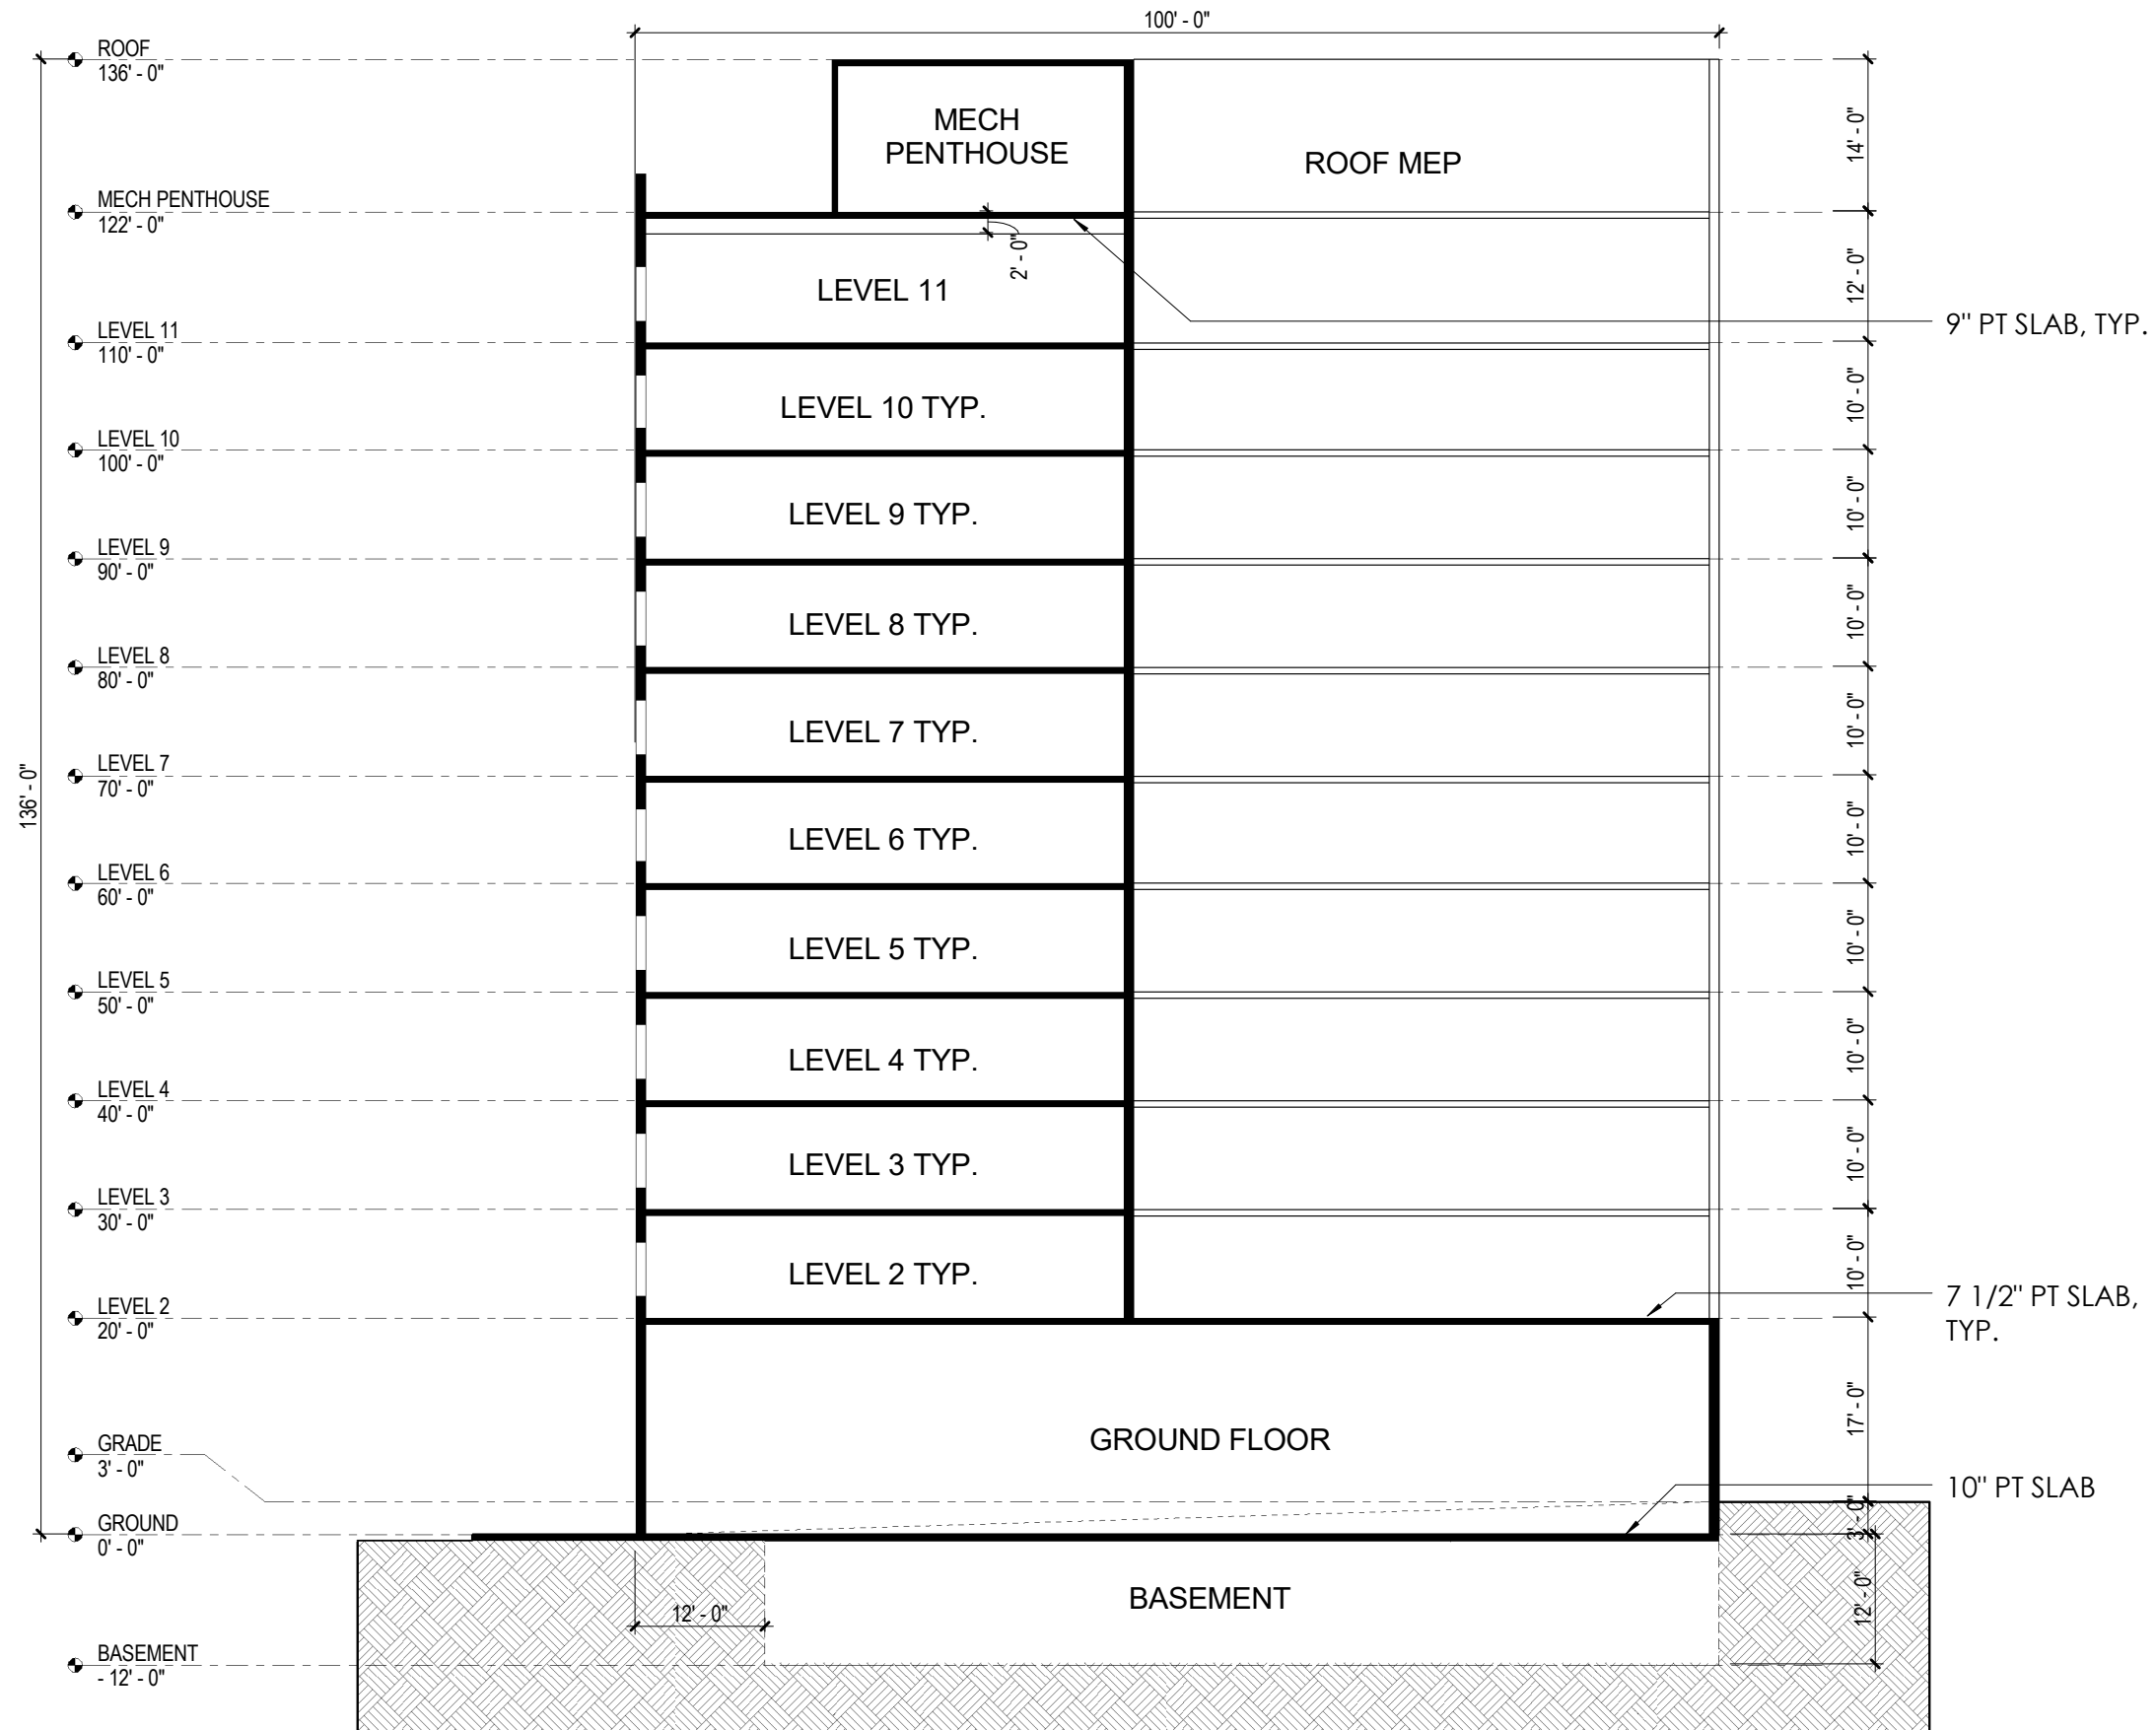 100' - 0"
ROOF
136' - 0"
MECH
PENTHOUSE
ROOF MEP
14' - 0"
MECH PENTHOUSE
122' - 0"
2' - 0"
12' - 0"
LEVEL 11
9" PT SLAB, TYP.
LEVEL 11
110' - 0"
10' - 0"
LEVEL 10 TYP.
LEVEL 10
100' - 0"
10' - 0"
LEVEL 9 TYP.
LEVEL 9
90' - 0"
10' - 0"
LEVEL 8 TYP.
LEVEL 8
80' - 0"
10' - 0"
LEVEL 7 TYP.
LEVEL 7
70' - 0"
136' - 0"
10' - 0"
LEVEL 6 TYP.
LEVEL 6
60' - 0"
10' - 0"
LEVEL 5 TYP.
LEVEL 5
50' - 0"
10' - 0"
LEVEL 4 TYP.
LEVEL 4
40' - 0"
10' - 0"
LEVEL 3 TYP.
LEVEL 3
30' - 0"
10' - 0"
LEVEL 2 TYP.
7 1/2" PT SLAB,
TYP.
LEVEL 2
20' - 0"
17' - 0"
GROUND FLOOR
GRADE
3' - 0"
10" PT SLAB
3' - 0"
GROUND
0' - 0"
BASEMENT
12' - 0"
12' - 0"
BASEMENT
- 12' - 0"